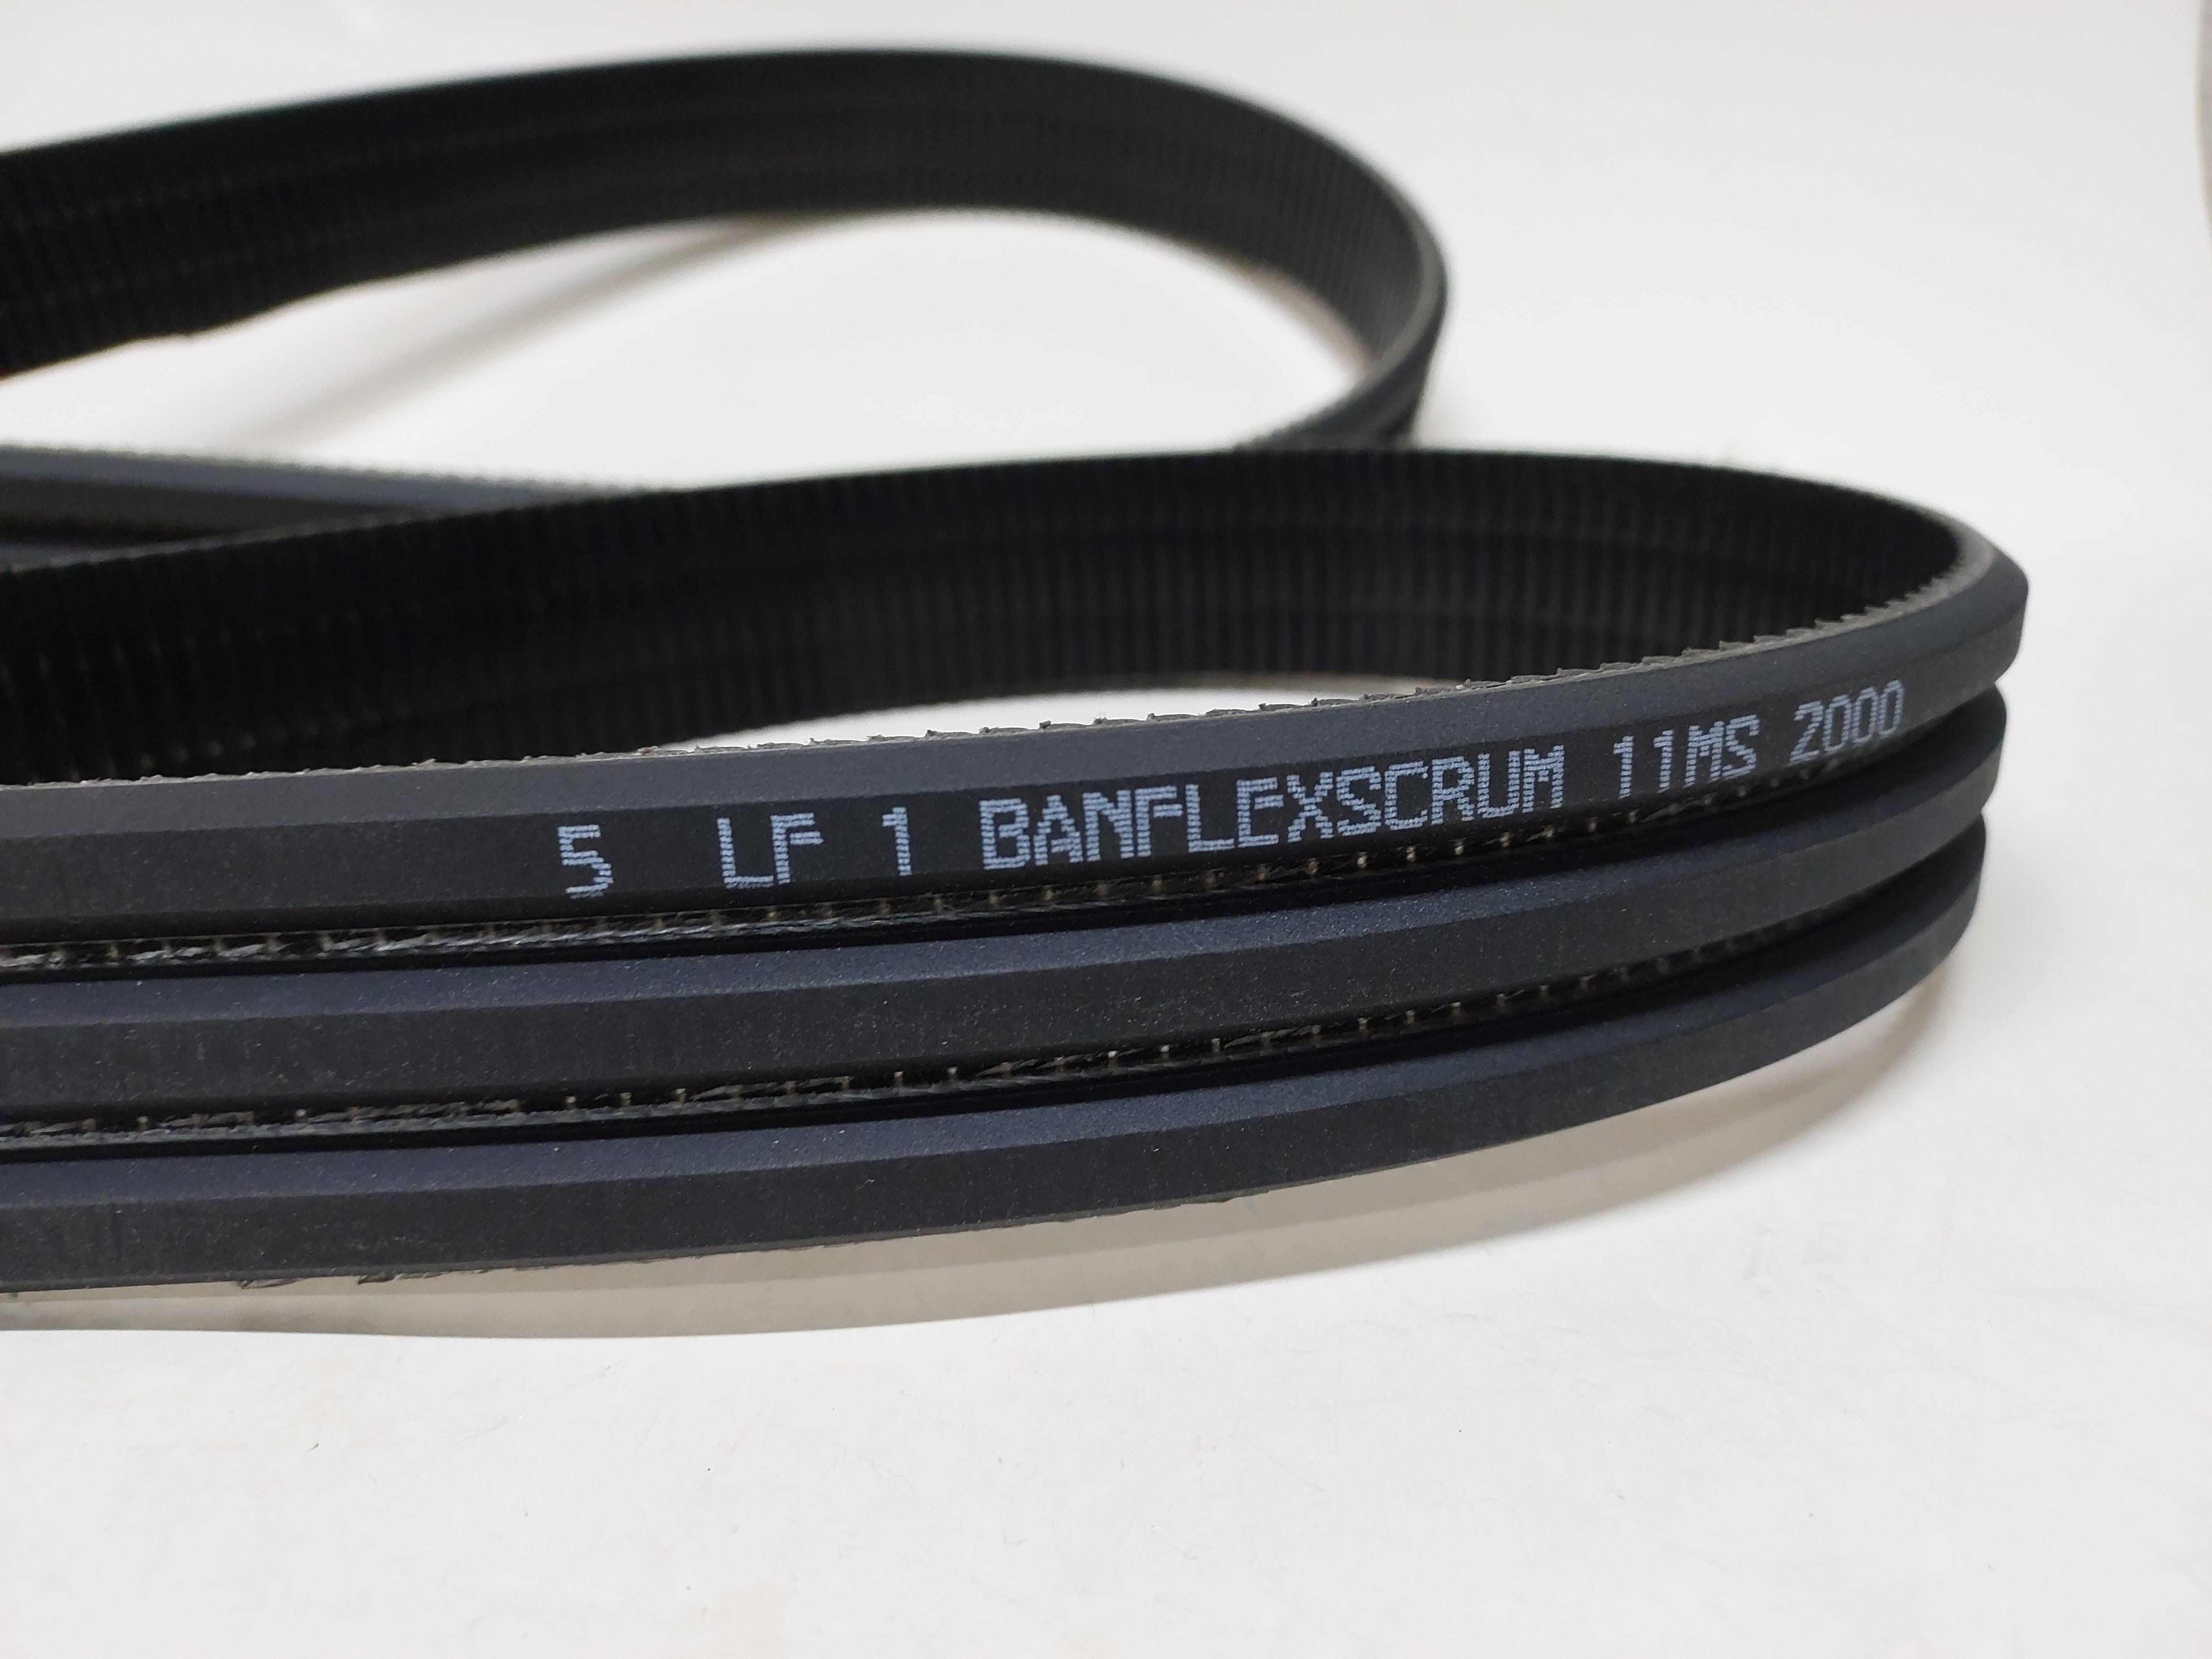 5 LF 1 BANFLEXSCRUM 11MS 2000